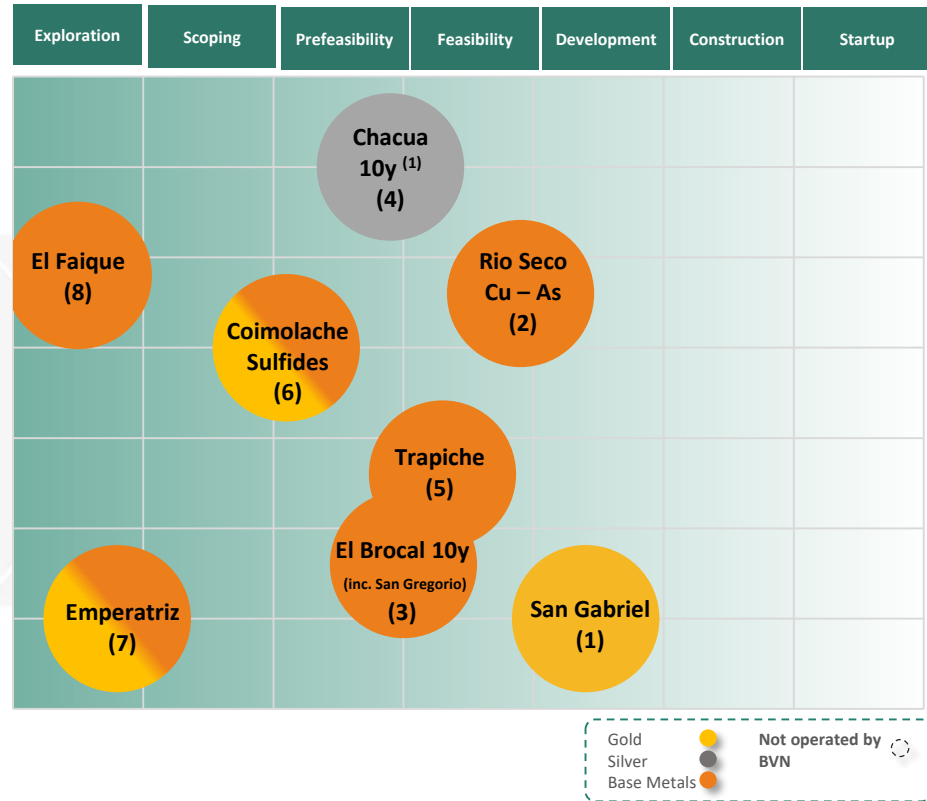 Exploration
Scoping
Prefeasibility
Feasibility
Development
Construction
Startup
Chacua
10y (1)
(4)
El Faique
(8)
Rio Seco
Cu – As
(2)
Coimolache
Sulfides
(6)
Trapiche
(5)
El Brocal 10y
(inc. San Gregorio)
(3)
Emperatriz
(7)
San Gabriel
(1)
Gold
Silver
Base Metals
Not operated by
BVN